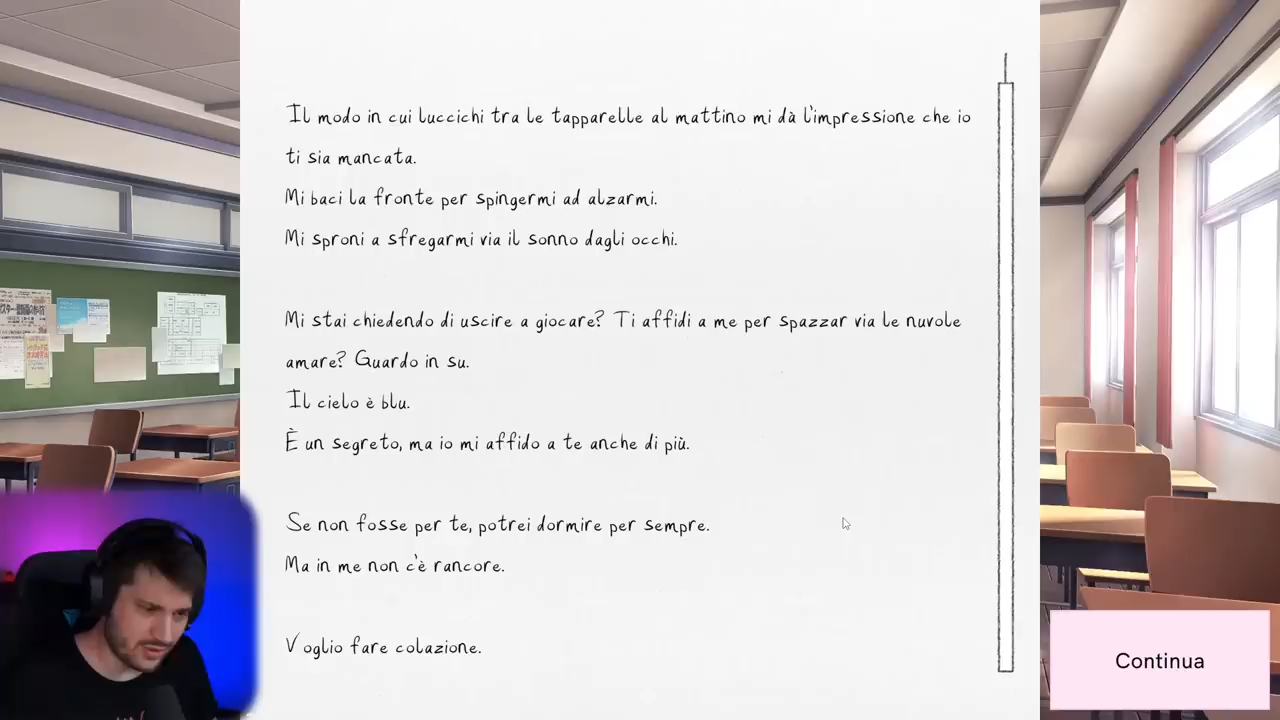 Il modo in cui luccichi tra le tapparelle al mattino mi dà l'impressione che io
ti sia mancata.
Mi baci la fronte per spingermi ad alzarmi.
Mi sproni a sfregarmi via il sonno dagli occhi.
Mi stai chiedendo di uscire a giocare? Ti affidi a me per spazzar via le nuvole
amare? Guardo in su.
Il cielo è blu.
È un segreto, ma io mi affido a te anche di più.
Se non fosse per te, potrei dormire per sempre.
Ma in me non c'è rancore.
Voglio fare colazione.
Continua